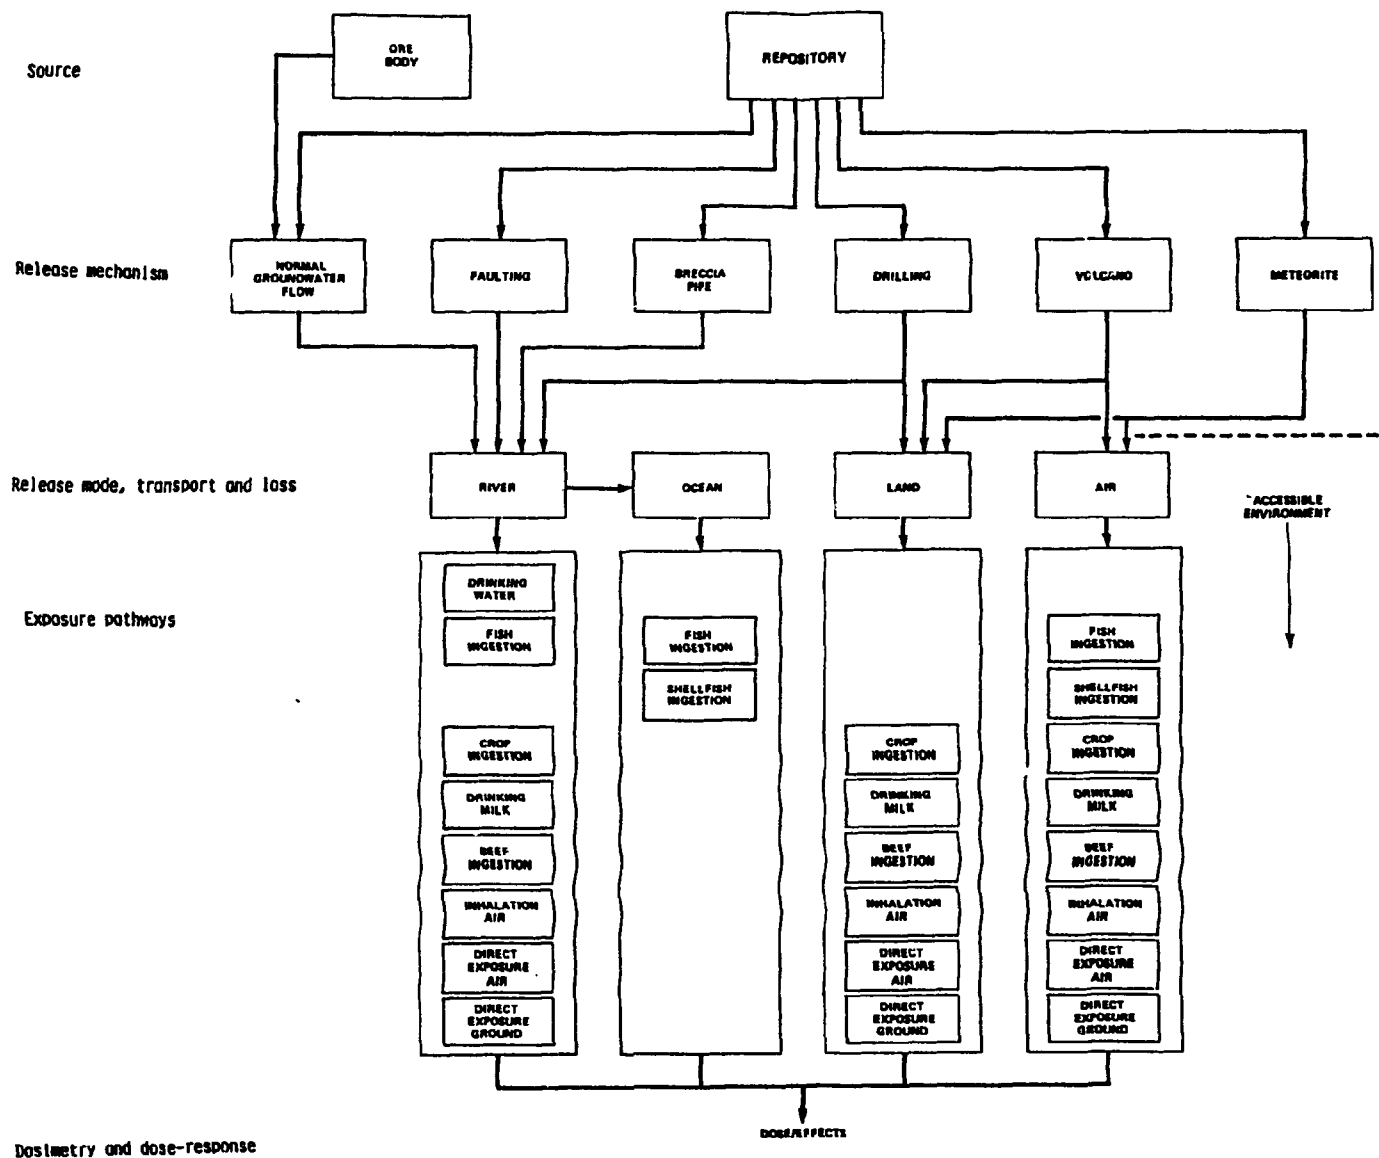 Source
ORE
BODY
REPOSITORY
Release mechanism
NORMAL
GROUNDWATER
FLOW
FAULTING
BRECCIA
PIPE
DRILLING
VOLCANO
METEORITE
Release mode, transport and loss
RIVER
OCEAN
LAND
AIR
ACCESSIBLE
ENVIRONMENT
Exposure pathways
DRINKING
WATER
FISH
INGESTION
CROP
INGESTION
DRINKING
MILK
BEEF
INGESTION
INHALATION
AIR
DIRECT
EXPOSURE
AIR
DIRECT
EXPOSURE
GROUND
FISH
INGESTION
SHELLFISH
INGESTION
CROP
INGESTION
DRINKING
MILK
BEEF
INGESTION
INHALATION
AIR
DIRECT
EXPOSURE
AIR
DIRECT
EXPOSURE
GROUND
FISH
INGESTION
SHELLFISH
INGESTION
CROP
INGESTION
DRINKING
MILK
BEEF
INGESTION
INHALATION
AIR
DIRECT
EXPOSURE
AIR
DIRECT
EXPOSURE
GROUND
DOSE/EFFECTS
Dosimetry and dose-response